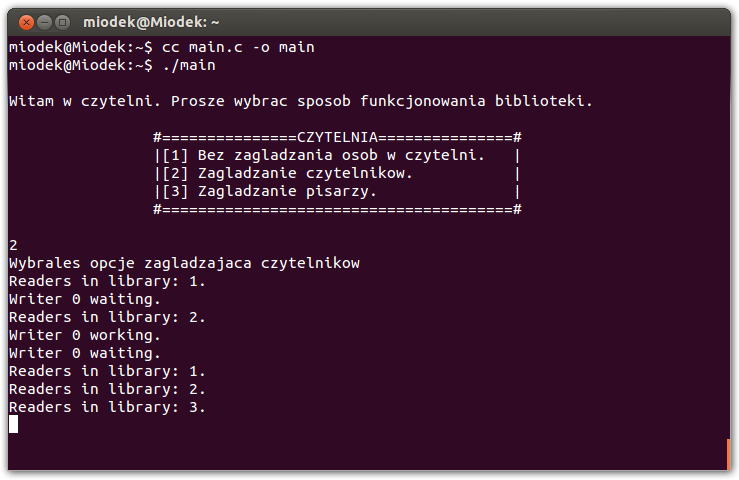 miodek@Miodek: ~
miodek@Miodek:~$ cc main.c -o main
miodek@Miodek:~$ ./main
Witam w czytelni. Prosze wybrac sposob funkcjonowania biblioteki.
#===============CZYTELNIA===============#
|[1] Bez zagladzania osob w czytelni.   |
|[2] Zagladzanie czytelnikow.           |
|[3] Zagladzanie pisarzy.               |
#=======================================#
2
Wybrales opcje zagladzajaca czytelnikow
Readers in library: 1.
Writer 0 waiting.
Readers in library: 2.
Writer 0 working.
Writer 0 waiting.
Readers in library: 1.
Readers in library: 2.
Readers in library: 3.